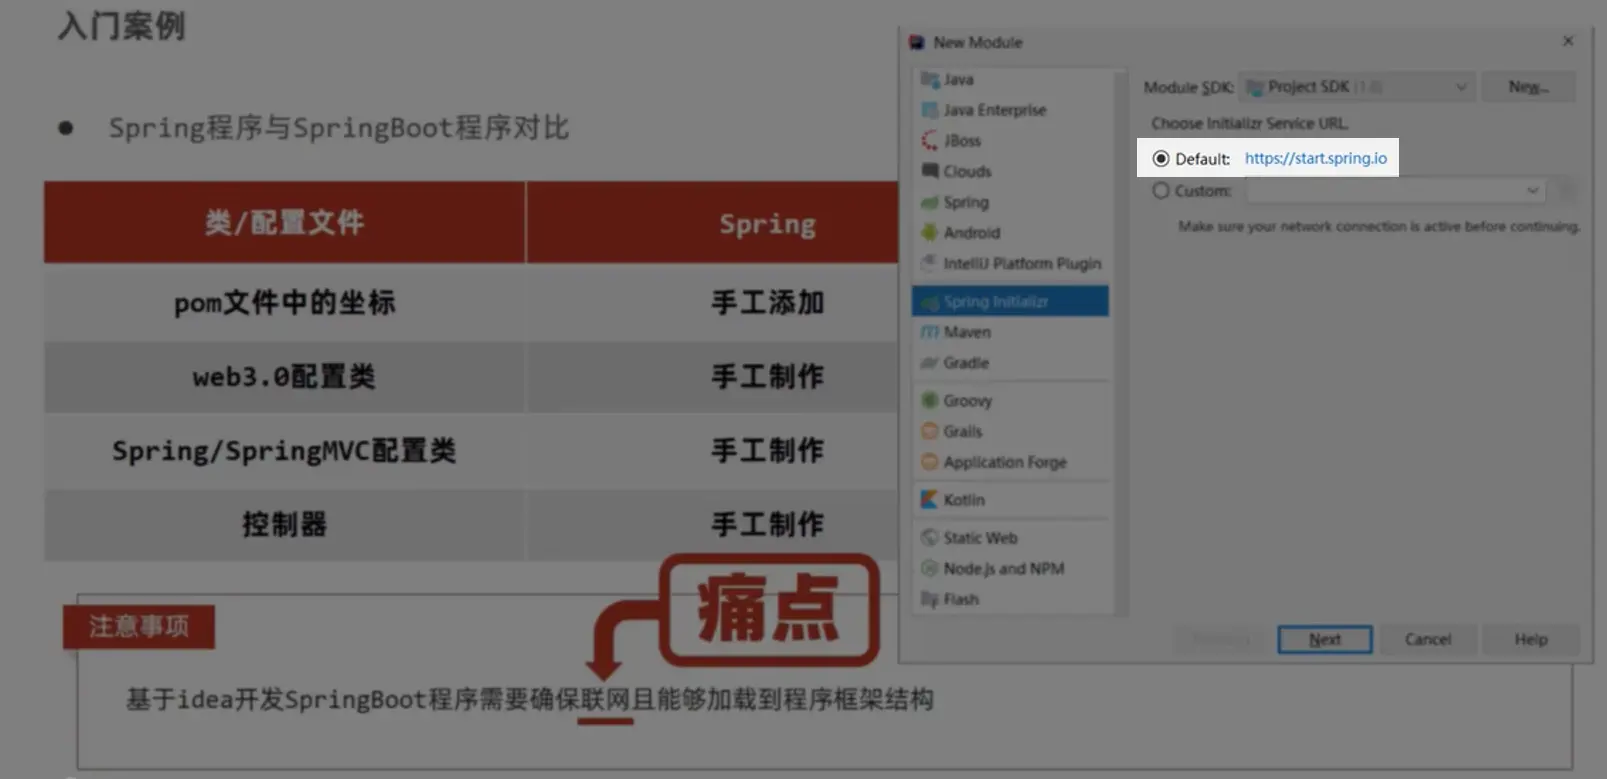 入门案例
● Spring程序与SpringBoot程序对比
类/配置文件 Spring
pom文件中的坐标 手工添加
web3.0配置类 手工制作
Spring/SpringMVC配置类 手工制作
控制器 手工制作
痛点
注意事项
基于idea开发SpringBoot程序需要确保联网且能够加载到程序框架结构
New Module
Java
Java Enterprise
JBoss
Clouds
Spring
Android
IntelliJ Platform Plugin
Spring Initializr
Maven
Gradle
Groovy
Grails
Application Forge
Kotlin
Static Web
Node.js and NPM
Flash
Module SDK: Project SDK New...
Choose Initializr Service URL.
Default: https://start.spring.io
Custom:
Make sure your network connection is active before continuing.
Next Cancel Help